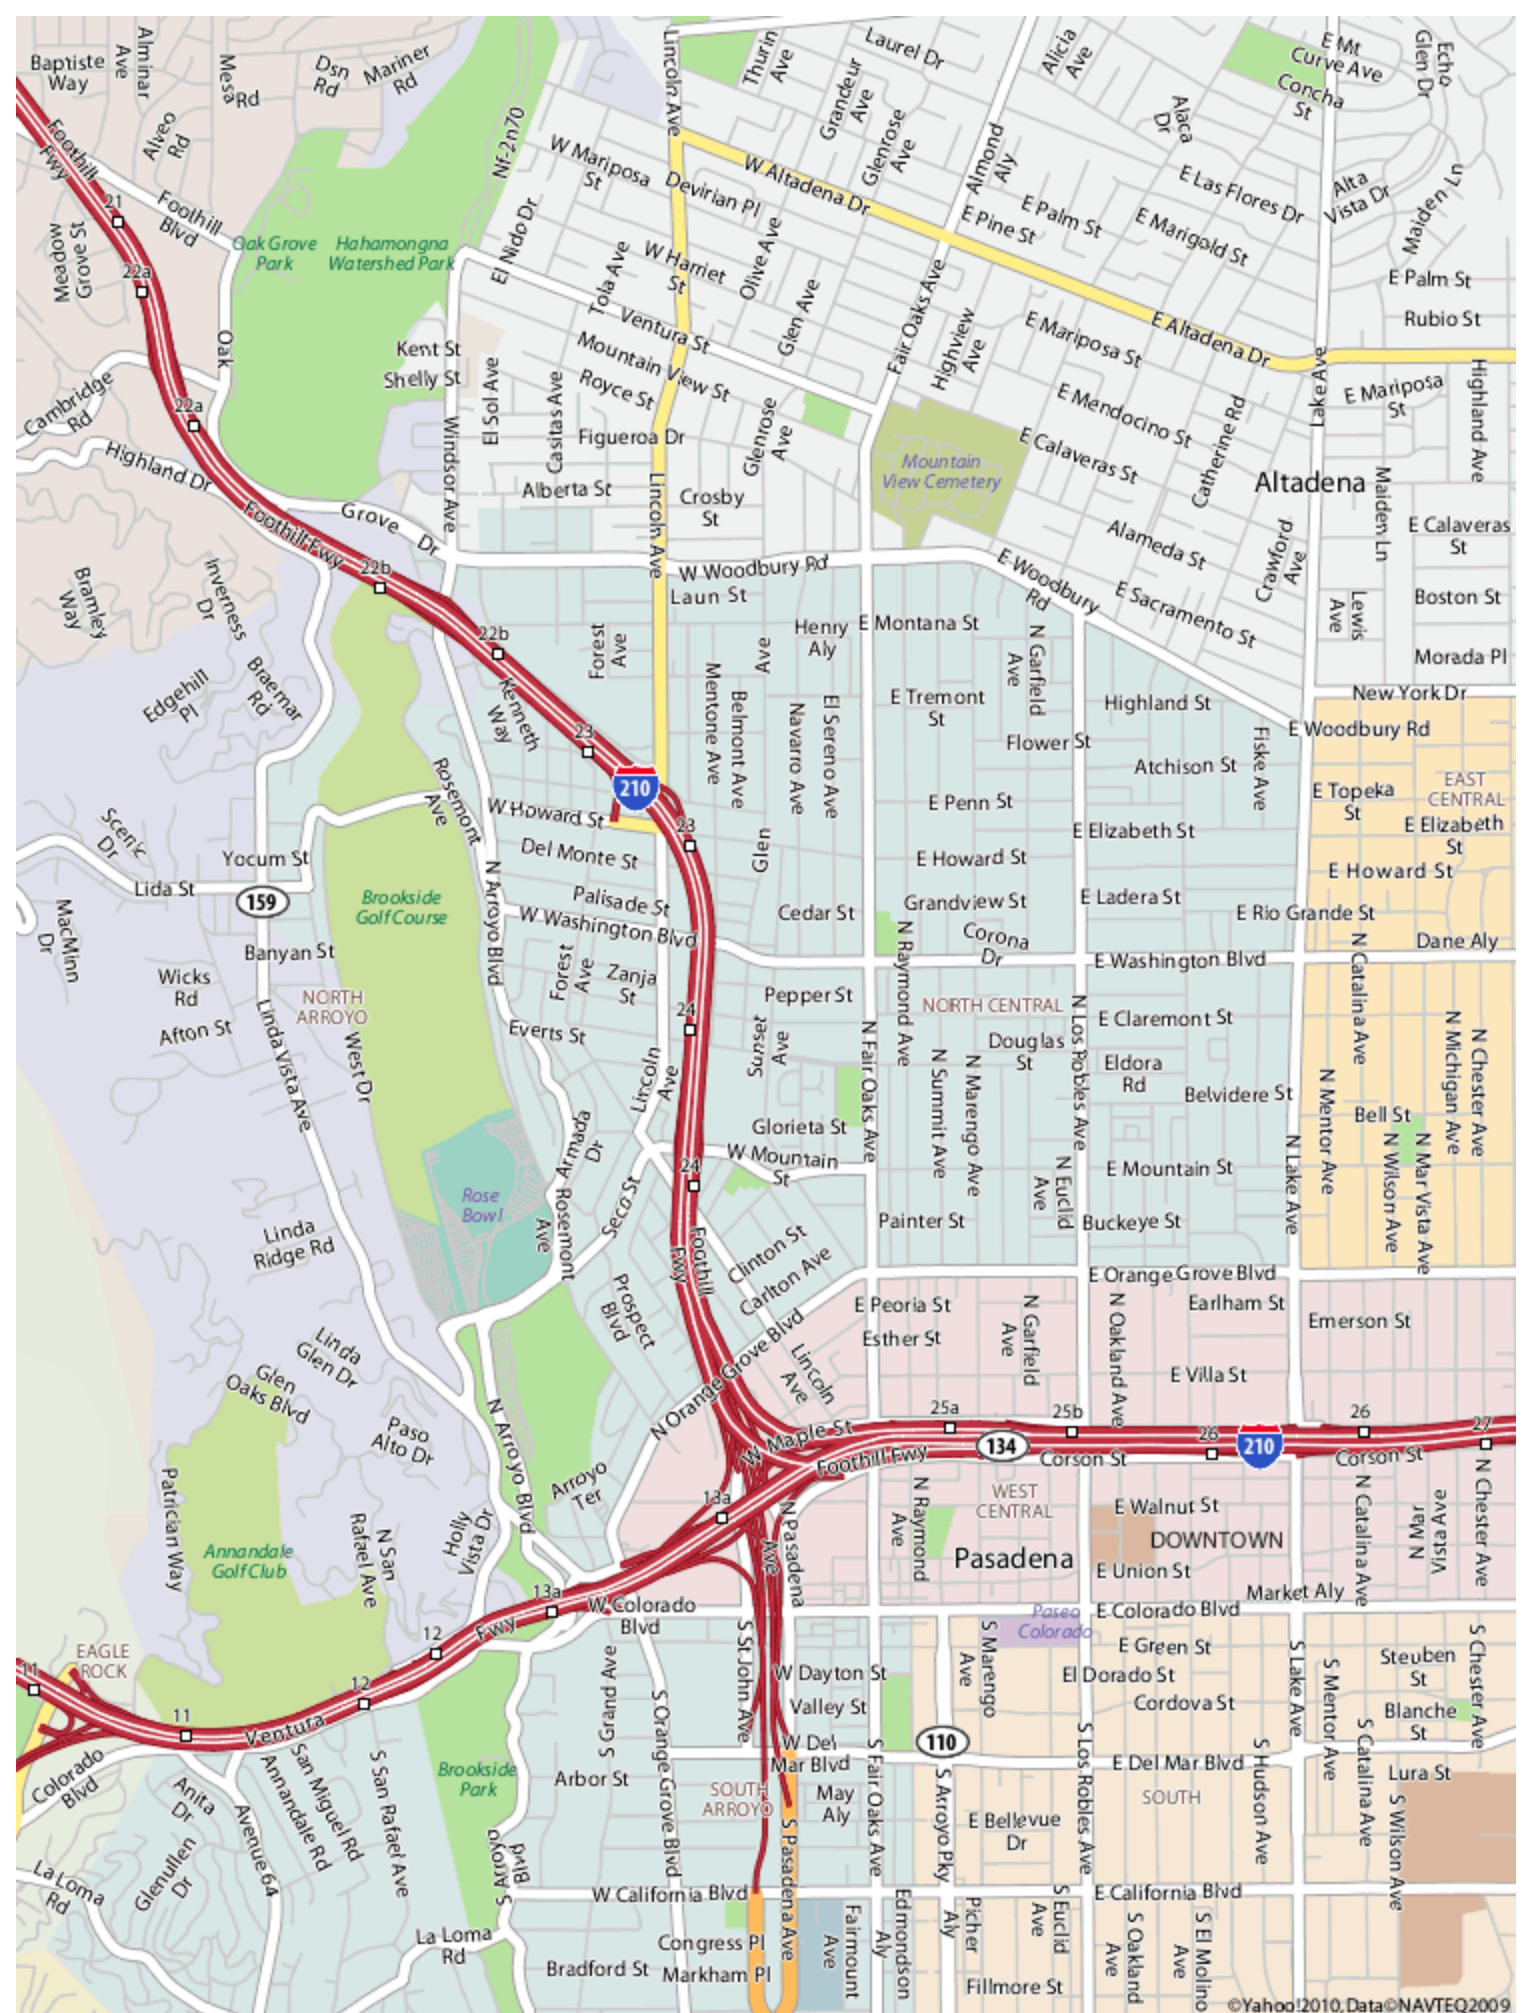 Baptiste
Way
Alminar
Ave
Mesa
Rd
Dsn
Rd
Mariner
Rd
Alveo
Rd
Lincoln Ave
Thurin
Ave
Laurel Dr
Grandeur
Ave
Glenrose
Ave
Alicia
Ave
E Mt
Curve Ave
Concha
St
Echo
Glen Dr
Alaca
Dr
Almond
Aly
Nf-2n70
W Mariposa
St
Devirian Pl
W Altadena Dr
E Las Flores Dr
Alta
Vista Dr
Maiden Ln
E Palm St
E Pine St
E Marigold St
Foothill
Fwy
21
Foothill
Blvd
Meadow
Grove St
22a
Oak Grove
Park
Hahamongna
Watershed Park
El Nido Dr
Tola Ave
W Harriet
St
Olive Ave
Glen Ave
Fair Oaks Ave
Highview
Ave
E Palm St
Rubio St
E Mariposa St
E Altadena Dr
Lake Ave
E Mariposa
St
Highland Ave
Oak
Kent St
Shelly St
Windsor Ave
El Sol Ave
Casitas Ave
Ventura St
Mountain View St
Royce St
Figueroa Dr
Glenrose
Ave
Cambridge
Rd
22a
Highland Dr
Mountain
View Cemetery
E Mendocino St
E Calaveras St
Catherine Rd
Altadena
Maiden Ln
E Calaveras
St
Alberta St
Lincoln Ave
Crosby
St
Grove
Dr
Foothill Fwy
22b
W Woodbury Rd
Laun St
E Woodbury
Rd
Alameda St
Crawford
Ave
E Sacramento St
Lewis
Ave
Boston St
Morada Pl
Bramley
Way
Inverness
Dr
Braemar
Rd
Edgehill
Pl
22b
Kenneth
Way
23
Forest
Ave
Mentone Ave
Belmont Ave
Ave
Henry
Aly
Navarro Ave
El Sereno Ave
E Montana St
N Garfield
Ave
E Tremont
St
Highland St
New York Dr
E Woodbury Rd
Flower St
Atchison St
Fiske Ave
E Topeka
St
EAST
CENTRAL
E Elizabeth
St
210
23
Rosemont
Ave
W Howard St
Del Monte St
Glen
E Penn St
E Elizabeth St
E Howard St
E Howard St
Scenic
Dr
Yocum St
Lida St
159
Brookside
Golf Course
N Arroyo Blvd
Palisade St
W Washington Blvd
Cedar St
Grandview St
E Ladera St
E Rio Grande St
Dane Aly
MacMinn
Dr
Banyan St
Wicks
Rd
Afton St
NORTH
ARROYO
West Dr
Linda Vista Ave
Forest
Ave
Zanja
St
Everts St
N Raymond Ave
Corona
Dr
E Washington Blvd
N Catalina Ave
Pepper St
NORTH CENTRAL
24
Sunset
Ave
N Fair Oaks Ave
N Summit Ave
N Marengo Ave
Douglas
St
N Los Robles Ave
E Claremont St
Eldora
Rd
Belvidere St
N Michigan Ave
N Chester Ave
N Mentor Ave
Bell St
Lincoln
Ave
Armada
Dr
Glorieta St
W Mountain
St
24
N Euclid
Ave
E Mountain St
N Lake Ave
N Wilson Ave
N Mar Vista Ave
Rose
Bowl
Linda
Ridge Rd
Rosemont
Ave
Seco St
Painter St
Buckeye St
Foothill
Fwy
Clinton St
Carlton Ave
E Orange Grove Blvd
Prospect
Blvd
E Peoria St
Esther St
N Garfield
Ave
N Oakland Ave
Earlham St
Emerson St
Linda
Glen Dr
Glen
Oaks Blvd
N Orange Grove Blvd
Lincoln
Ave
E Villa St
Paso
Alto Dr
N Arroyo Blvd
W Maple St
25a
25b
26
26
27
134
210
Foothill Fwy
Corson St
Corson St
Patrician Way
Arroyo
Ter
13a
N Raymond
Ave
WEST
CENTRAL
E Walnut St
DOWNTOWN
N Catalina Ave
N Mar
Vista Ave
N Chester Ave
Annandale
Golf Club
N San
Rafael Ave
Holly
Vista Dr
N Pasadena
Ave
Pasadena
E Union St
Market Aly
13a
W Colorado
Blvd
Paseo
Colorado
E Colorado Blvd
EAGLE
ROCK
12
Fwy
S Grand Ave
S Orange Grove Blvd
S St John Ave
W Dayton St
Valley St
S Marengo
Ave
E Green St
El Dorado St
Cordova St
S Lake Ave
S Mentor Ave
Steuben
St
Blanche
St
S Chester Ave
11
12
11
Ventura
W Del
Mar Blvd
110
E Del Mar Blvd
S Catalina Ave
Lura St
Colorado
Blvd
Anita
Dr
Annandale Rd
San Miguel Rd
S San Rafael Ave
Brookside
Park
Arbor St
SOUTH
ARROYO
May
Aly
S Fair Oaks Ave
S Arroyo Pky
S Los Robles Ave
SOUTH
E Bellevue
Dr
S Hudson Ave
S Wilson Ave
Avenue 64
Glenullen
Dr
S Arroyo
Blvd
S Pasadena Ave
La Loma
Rd
W California Blvd
E California Blvd
La Loma
Rd
Congress Pl
Bradford St
Markham Pl
Fairmount
Ave
Edmondson
Aly
Picher
Aly
S Euclid
Ave
S Oakland
Ave
S El Molino
Ave
Fillmore St
©Yahoo!2010, Data©NAVTEQ2009